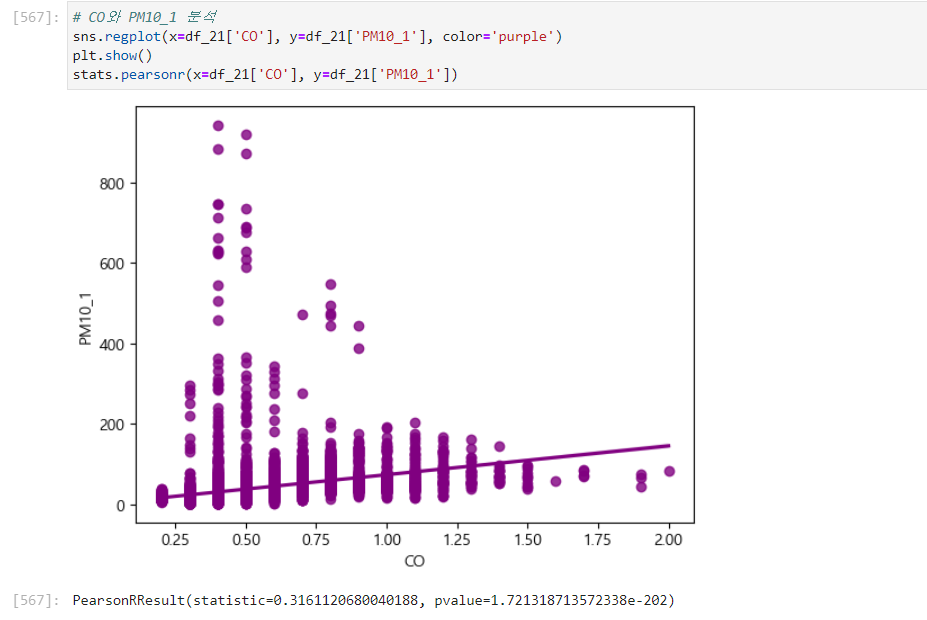 [567]: # CO와 PM10_1 분석
sns.regplot(x=df_21['CO'], y=df_21['PM10_1'], color='purple')
plt.show()
stats.pearsonr(x=df_21['CO'], y=df_21['PM10_1'])
800
600
400
200
0
PM10_1
0.25 0.50 0.75 1.00 1.25 1.50 1.75 2.00
CO
[567]: PearsonRResult(statistic=0.3161120680040188, pvalue=1.721318713572338e-202)